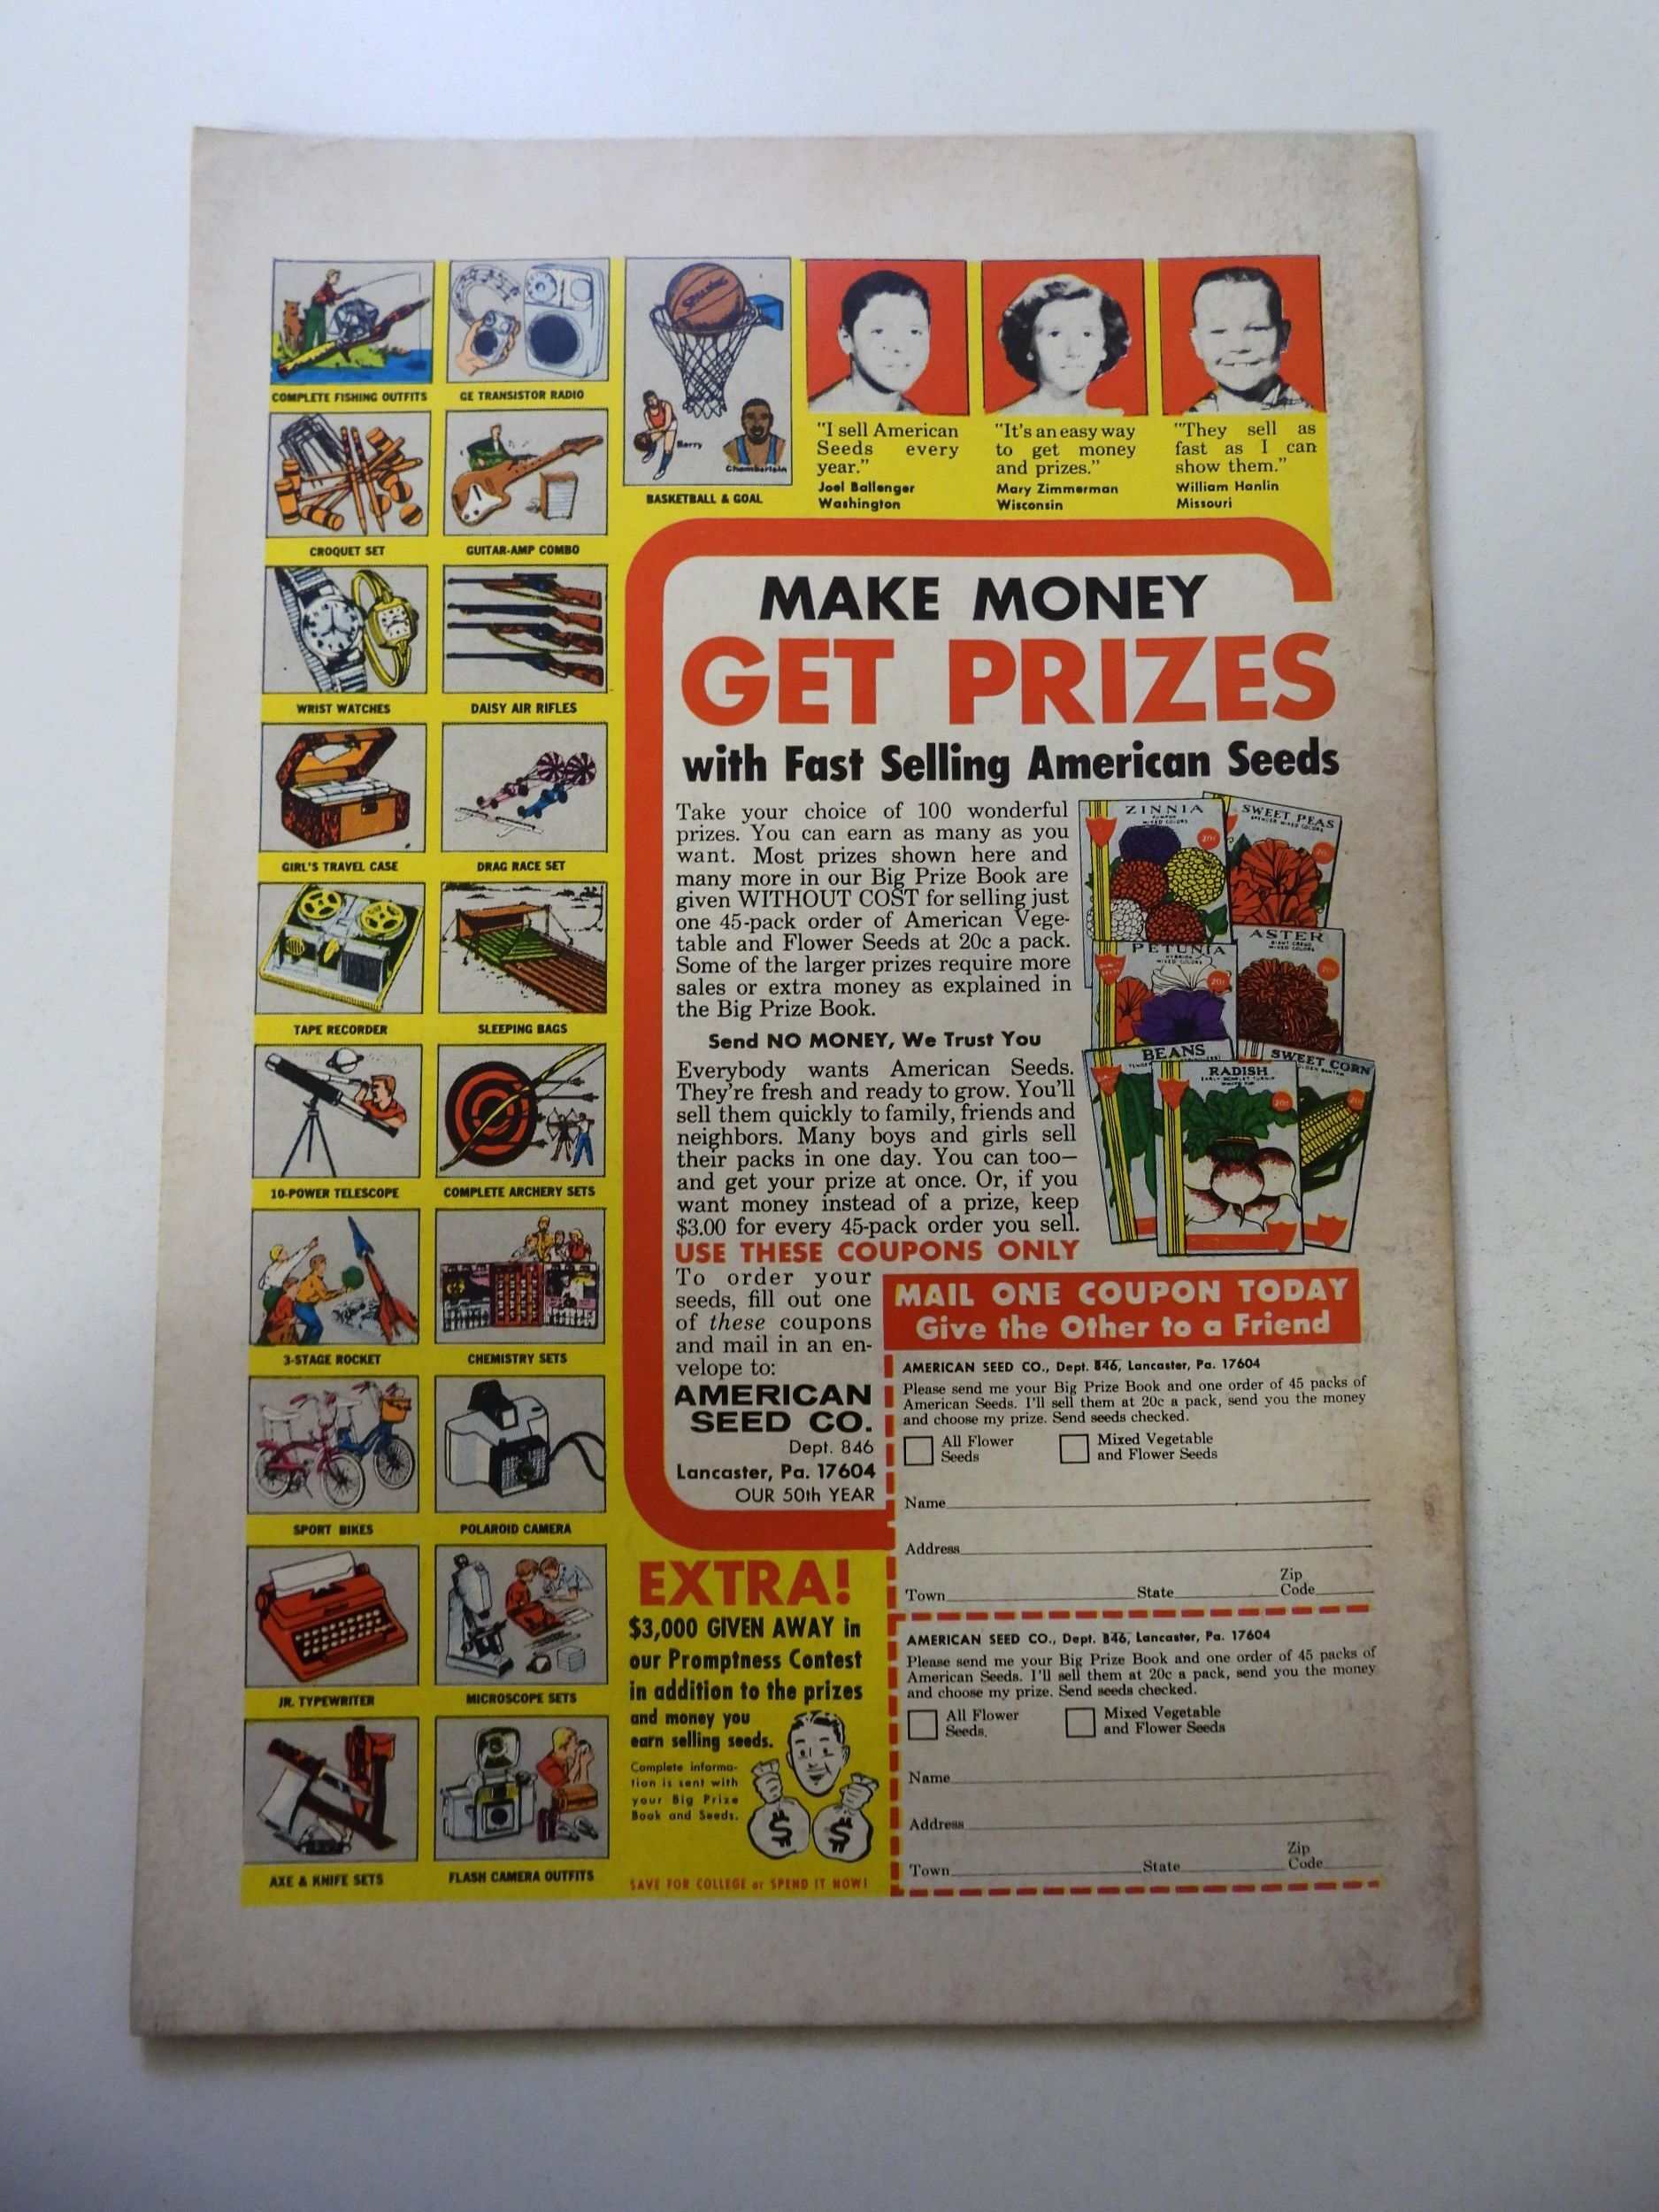 COMPLETE FISHING OUTFITS
GE TRANSISTOR RADIO
SPALDING
Barry
Chamberlain
BASKETBALL & GOAL
CROQUET SET
GUITAR-AMP COMBO
WRIST WATCHES
DAISY AIR RIFLES
GIRL'S TRAVEL CASE
DRAG RACE SET
TAPE RECORDER
SLEEPING BAGS
10-POWER TELESCOPE
COMPLETE ARCHERY SETS
3-STAGE ROCKET
CHEMISTRY SETS
SPORT BIKES
POLAROID CAMERA
JR. TYPEWRITER
MICROSCOPE SETS
AXE & KNIFE SETS
FLASH CAMERA OUTFITS
"I sell American
Seeds every
year."
Joel Ballenger
Washington
"It's an easy way
to get money
and prizes."
Mary Zimmerman
Wisconsin
"They sell as
fast as I can
show them."
William Hanlin
Missouri
MAKE MONEY
GET PRIZES
with Fast Selling American Seeds
Take your choice of 100 wonderful
prizes. You can earn as many as you
want. Most prizes shown here and
many more in our Big Prize Book are
given WITHOUT COST for selling just
one 45-pack order of American Vege-
table and Flower Seeds at 20c a pack.
Some of the larger prizes require more
sales or extra money as explained in
the Big Prize Book.
Send NO MONEY, We Trust You
Everybody wants American Seeds.
They're fresh and ready to grow. You'll
sell them quickly to family, friends and
neighbors. Many boys and girls sell
their packs in one day. You can too—
and get your prize at once. Or, if you
want money instead of a prize, keep
$3.00 for every 45-pack order you sell.
USE THESE COUPONS ONLY
To order your
seeds, fill out one
of these coupons
and mail in an en-
velope to:
AMERICAN
SEED CO.
Dept. 846
Lancaster, Pa. 17604
OUR 50th YEAR
ZINNIA
MIXED COLORS
20c
SWEET PEAS
SPENCER MIXED COLORS
20c
PETUNIA
MIXED COLORS
20c
ASTER
MIXED COLORS
20c
BEANS
RADISH
20c
SWEET CORN
20c
MAIL ONE COUPON TODAY
Give the Other to a Friend
AMERICAN SEED CO., Dept. 846, Lancaster, Pa. 17604
Please send me your Big Prize Book and one order of 45 packs of
American Seeds. I'll sell them at 20c a pack, send you the money
and choose my prize. Send seeds checked.
All Flower
Seeds
Mixed Vegetable
and Flower Seeds
Name
Address
Town State Zip
Code
AMERICAN SEED CO., Dept. 846, Lancaster, Pa. 17604
Please send me your Big Prize Book and one order of 45 packs of
American Seeds. I'll sell them at 20c a pack, send you the money
and choose my prize. Send seeds checked.
All Flower
Seeds.
Mixed Vegetable
and Flower Seeds
Name
Address
Town State Zip
Code
EXTRA!
$3,000 GIVEN AWAY in
our Promptness Contest
in addition to the prizes
and money you
earn selling seeds.
Complete informa-
tion is sent with
your Big Prize
Book and Seeds.
$ $
SAVE FOR COLLEGE or SPEND IT NOW!